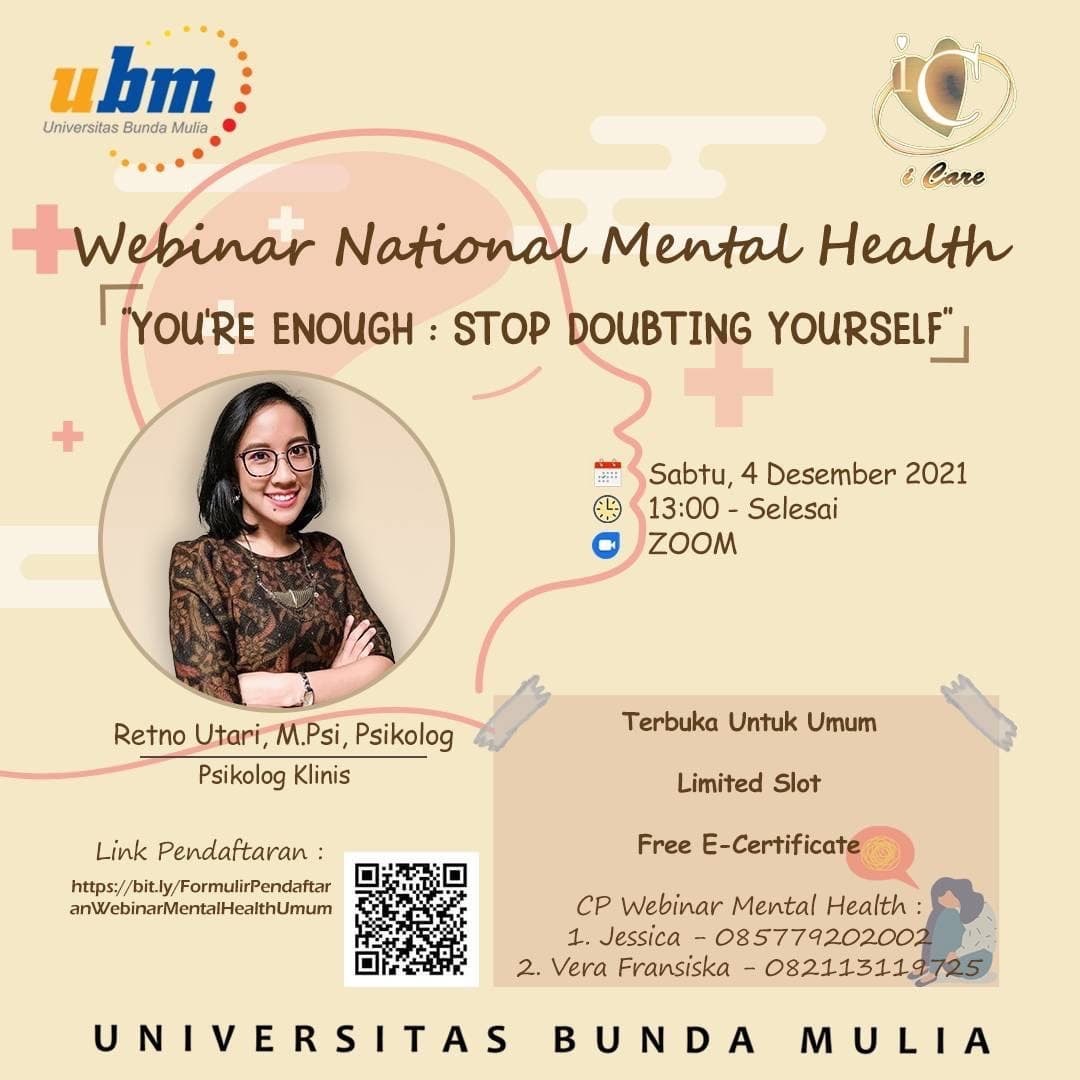 ubm
Universitas Bunda Mulia
iC
i Care
Webinar National Mental Health
"YOU'RE ENOUGH : STOP DOUBTING YOURSELF"
Sabtu, 4 Desember 2021
13:00 - Selesai
ZOOM
Retno Utari, M.Psi, Psikolog
Psikolog Klinis
Link Pendaftaran :
https://bit.ly/FormulirPendaftar
anWebinarMentalHealthUmum
Terbuka Untuk Umum
Limited Slot
Free E-Certificate
CP Webinar Mental Health :
1. Jessica - 085779202002
2. Vera Fransiska - 082113119725
UNIVERSITAS BUNDA MULIA